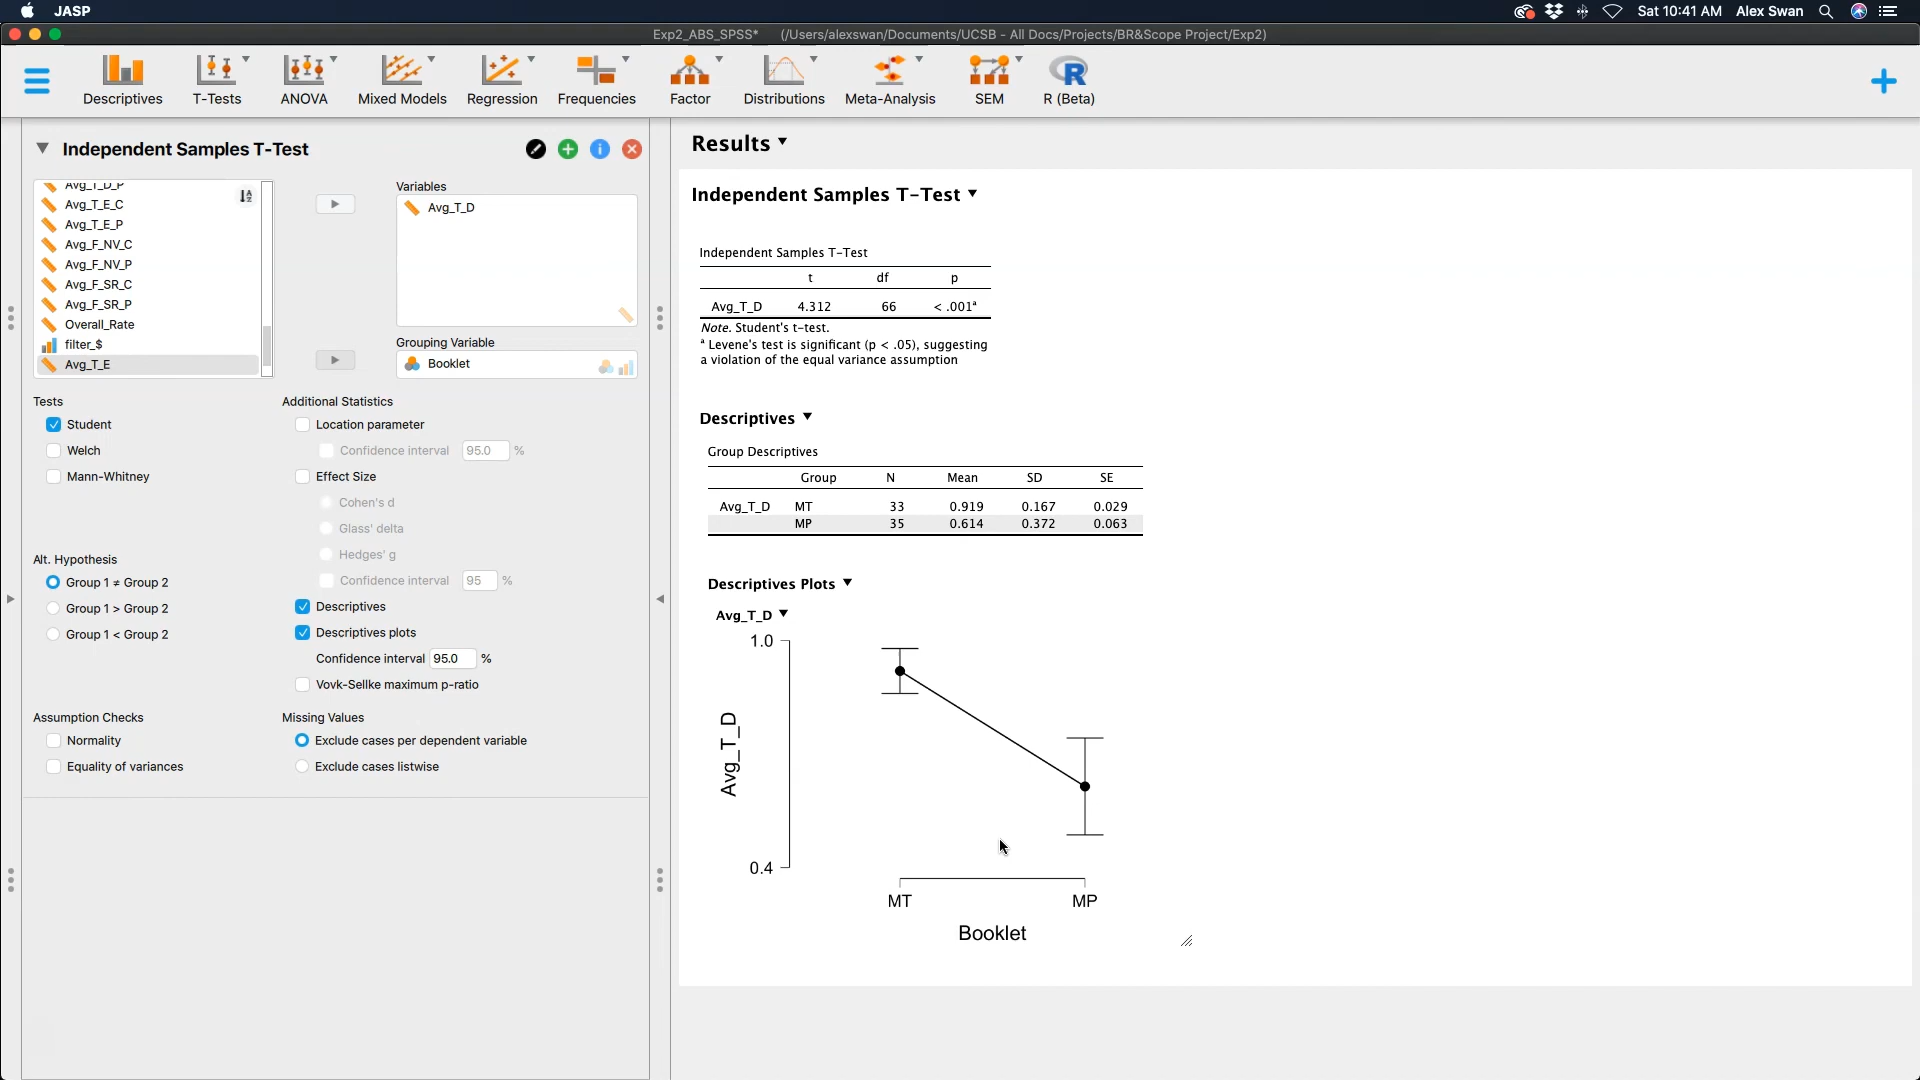 JASP
Sat 10:41 AM Alex Swan
Exp2_ABS_SPSS* (/Users/alexswan/Documents/UCSB - All Docs/Projects/BR&Scope Project/Exp2)
Descriptives T-Tests ANOVA Mixed Models Regression Frequencies Factor Distributions Meta-Analysis SEM R (Beta)
Independent Samples T-Test
Avg_T_D_P
Avg_T_E_C
Avg_T_E_P
Avg_F_NV_C
Avg_F_NV_P
Avg_F_SR_C
Avg_F_SR_P
Overall_Rate
filter_$
Avg_T_E
Variables
Avg_T_D
Grouping Variable
Booklet
Tests
Student
Welch
Mann-Whitney
Alt. Hypothesis
Group 1 ≠ Group 2
Group 1 > Group 2
Group 1 < Group 2
Assumption Checks
Normality
Equality of variances
Additional Statistics
Location parameter
Confidence interval 95.0 %
Effect Size
Cohen's d
Glass' delta
Hedges' g
Confidence interval 95 %
Descriptives
Descriptives plots
Confidence interval 95.0 %
Vovk-Sellke maximum p-ratio
Missing Values
Exclude cases per dependent variable
Exclude cases listwise
Results
Independent Samples T-Test
Independent Samples T-Test
t df p
Avg_T_D 4.312 66 < .001ª
Note. Student's t-test.
ª Levene's test is significant (p < .05), suggesting
a violation of the equal variance assumption
Descriptives
Group Descriptives
Group N Mean SD SE
Avg_T_D MT 33 0.919 0.167 0.029
MP 35 0.614 0.372 0.063
Descriptives Plots
Avg_T_D
1.0
Avg_T_D
0.4
MT MP
Booklet